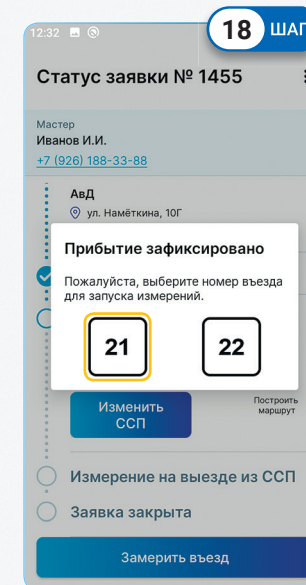 18 ШАГ
12:32
Статус заявки № 1455
Мастер
Иванов И.И.
+7 (926) 188-33-88
АвД
ул. Намёткина, 10Г
Прибытие зафиксировано
Пожалуйста, выберите номер въезда
для запуска измерений.
21 22
Изменить
ССП
Построить
маршрут
Измерение на выезде из ССП
Заявка закрыта
Замерить въезд